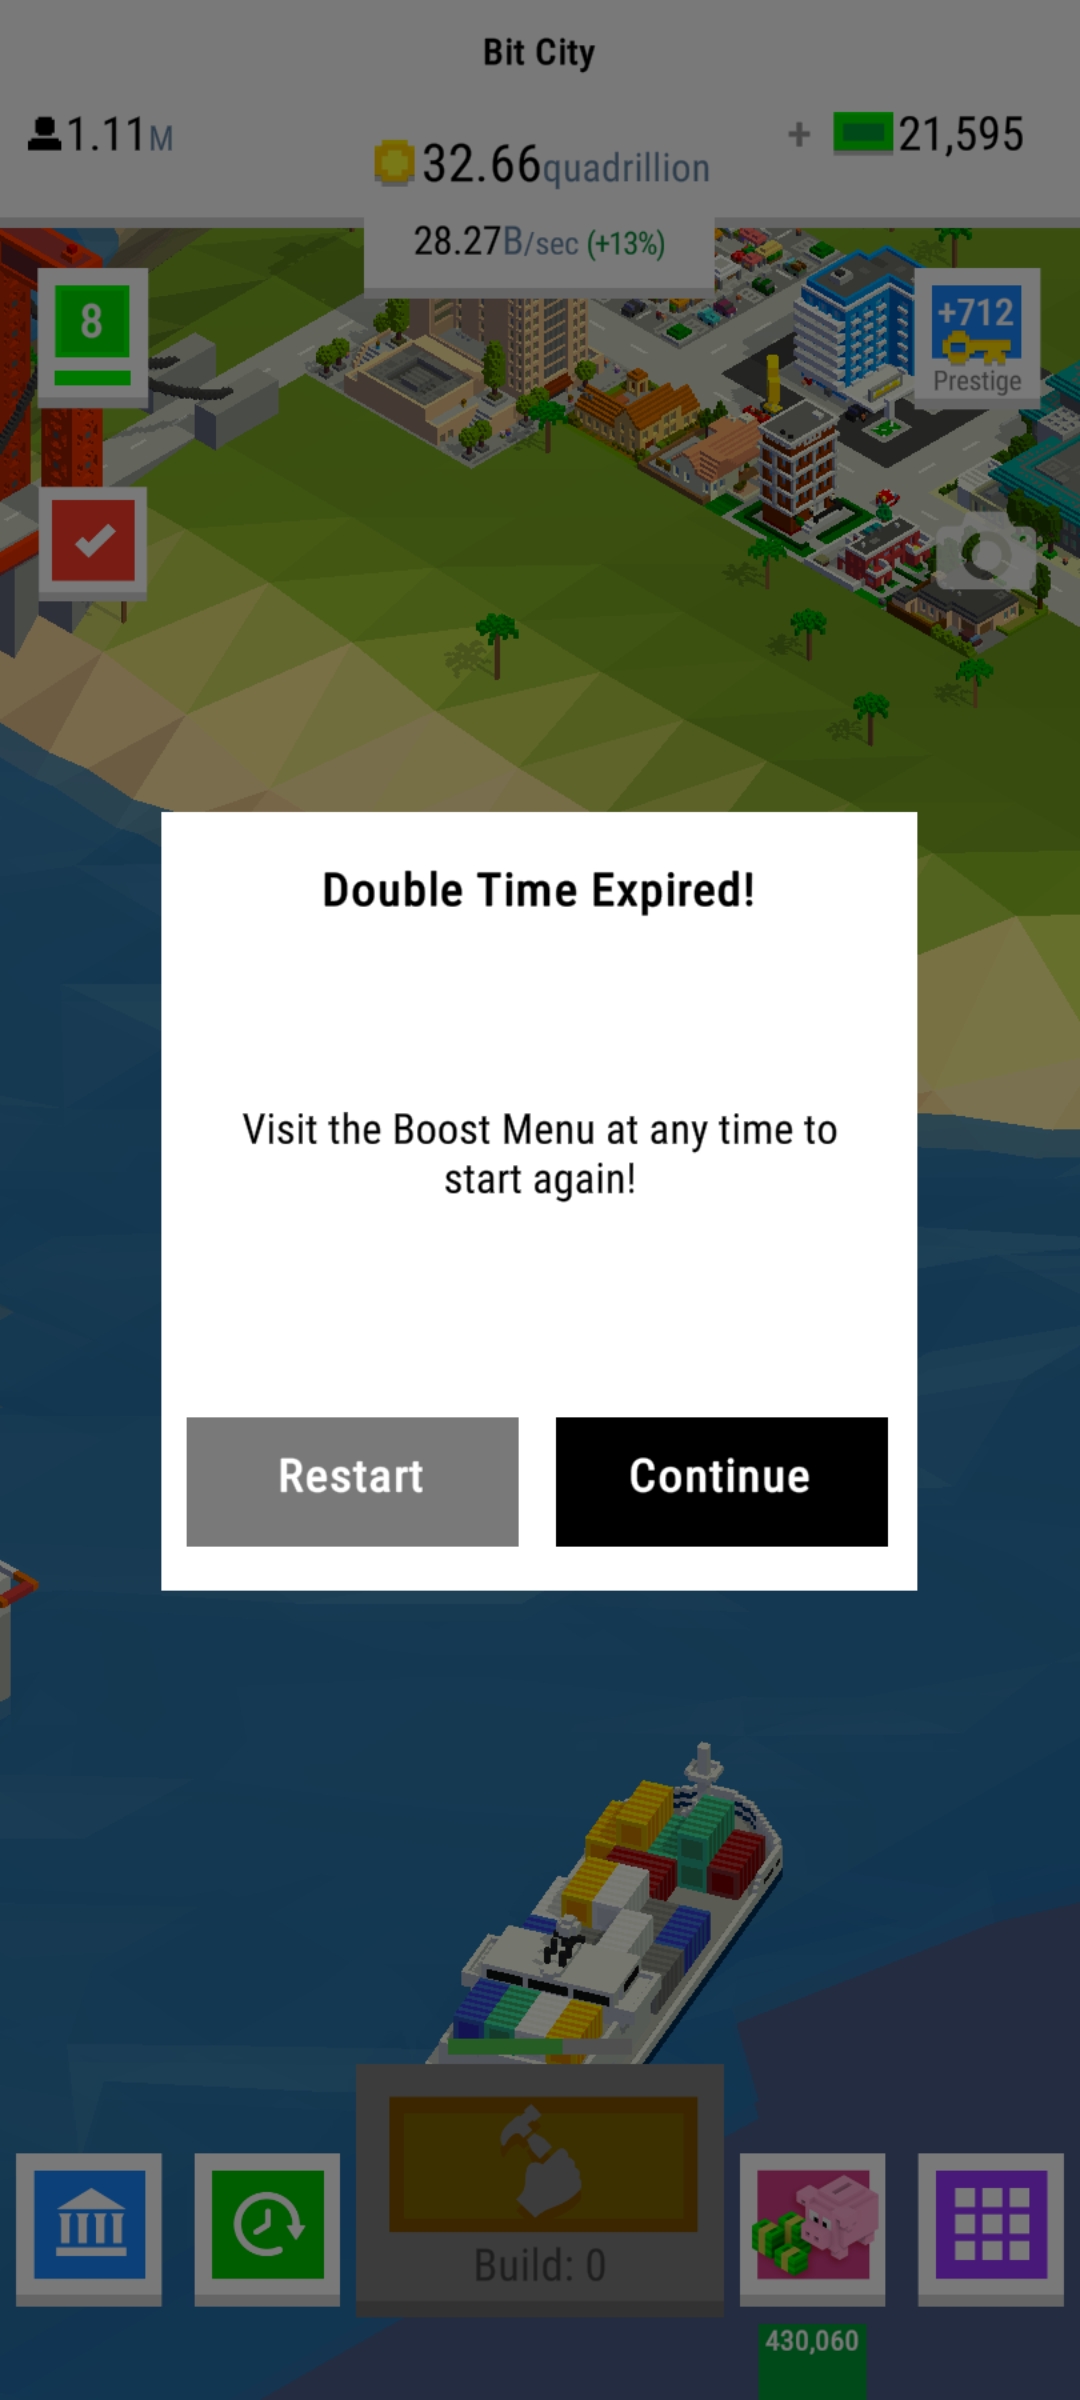 Bit City
1.11M
32.66quadrillion
+ 21,595
28.27B/sec (+13%)
8
+712
Prestige
Double Time Expired!
Visit the Boost Menu at any time to
start again!
Restart
Continue
Build: 0
430,060